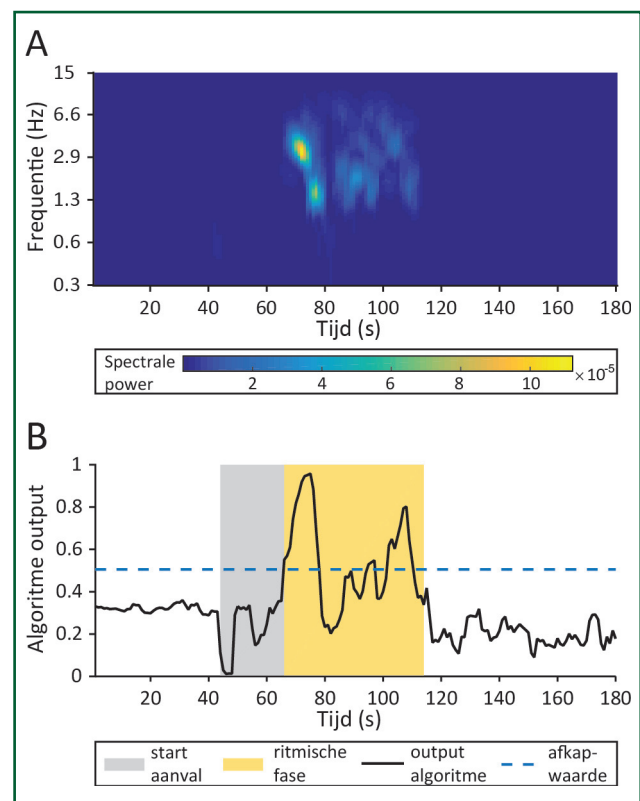 A
15
6.6
2.9
1.3
0.6
0.3
Frequentie (Hz)
20 40 60 80 100 120 140 160 180
Tijd (s)
Spectrale
power
2 4 6 8 10 ×10-5
B
1
0.8
0.6
0.4
0.2
0
Algoritme output
20 40 60 80 100 120 140 160 180
Tijd (s)
start ritmische output afkap-
aanval fase algoritme waarde